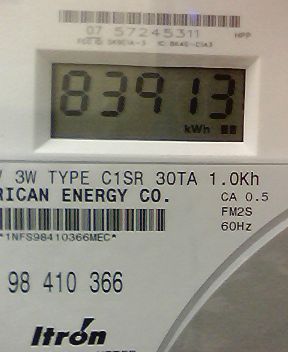 07 57245311 HPP
83913
kWh
3W TYPE C1SR 30TA 1.0Kh
RICAN ENERGY CO. CA 0.5
FM2S
*1NFS98410366MEC* 60Hz
98 410 366
Itron